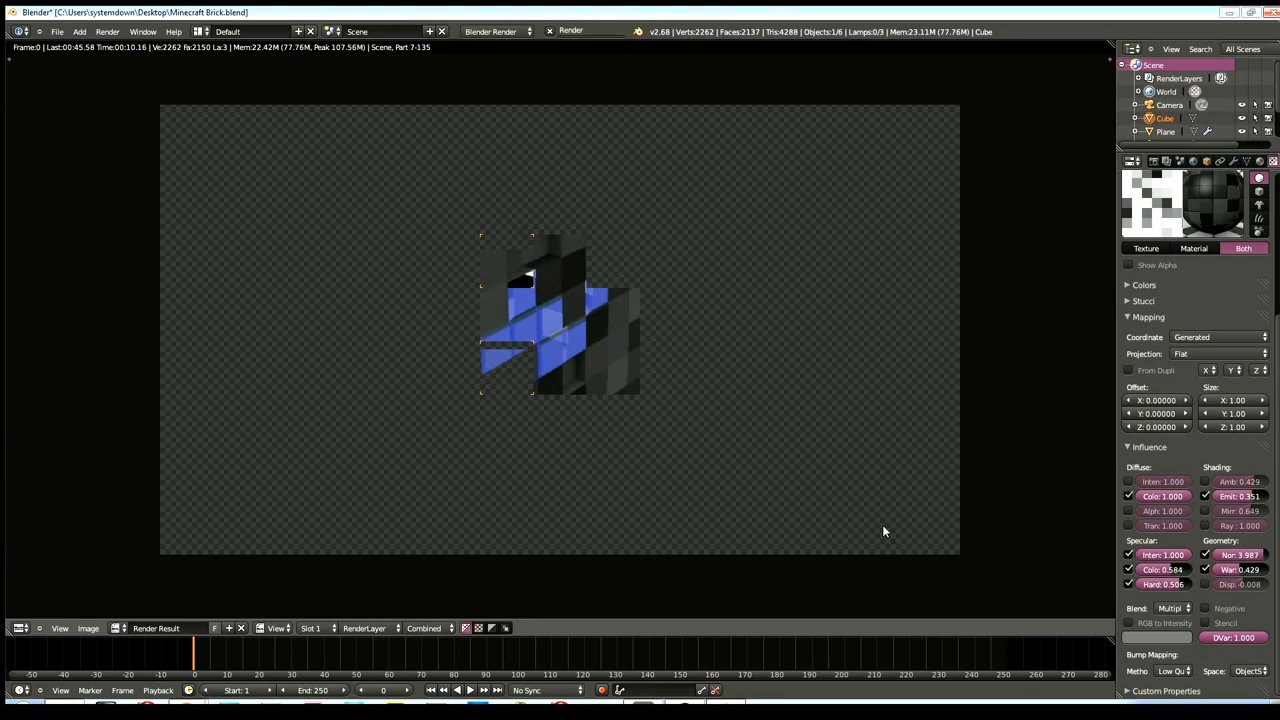 Blender* [C:\Users\systemdown\Desktop\Minecraft Brick.blend]
File Add Render Window Help Default Scene Blender Render Render v2.68 | Verts:2262 | Faces:2137 | Tris:4288 | Objects:1/6 | Lamps:0/3 | Mem:23.11M (77.76M) | Cube
Frame:0 | Last:00:45.58 Time:00:10.16 | Ve:2262 Fa:2150 La:3 | Mem:22.42M (77.76M, Peak 107.56M) | Scene, Part 7-135
View Search All Scenes
Scene
RenderLayers
World
Camera
Cube
Plane
Texture Material Both
Show Alpha
Colors
Stucci
Mapping
Coordinate Generated
Projection: Flat
From Dupli X Y Z
Offset: Size:
X: 0.00000 X: 1.00
Y: 0.00000 Y: 1.00
Z: 0.00000 Z: 1.00
Influence
Diffuse: Shading:
Inten: 1.000 Amb: 0.429
Colo: 1.000 Emit: 0.351
Alph: 1.000 Mirr: 0.649
Tran: 1.000 Ray : 1.000
Specular: Geometry:
Inten: 1.000 Nor: 3.987
Colo: 0.584 War: 0.429
Hard: 0.506 Disp: -0.008
Blend: Multipl Negative
RGB to Intensity Stencil
DVar: 1.000
Bump Mapping:
Metho Low Qu Space: ObjectS
Custom Properties
View Image Render Result F View Slot 1 RenderLayer Combined
-50 -40 -30 -20 -10 0 10 20 30 40 50 60 70 80 90 100 110 120 130 140 150 160 170 180 190 200 210 220 230 240 250 260 270 280
View Marker Frame Playback Start: 1 End: 250 0 No Sync